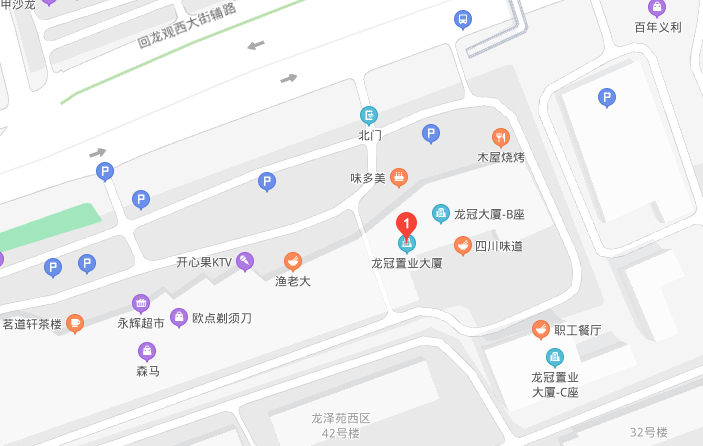 甲沙龙
回龙观西大街辅路
百年义利
北门
木屋烧烤
味多美
龙冠大厦-B座
1
四川味道
龙冠置业大厦
开心果KTV
渔老大
茗道轩茶楼
永辉超市
欧点剃须刀
森马
职工餐厅
龙冠置业
大厦-C座
龙泽苑西区
42号楼
32号楼
P
P
P
P
P
P
P